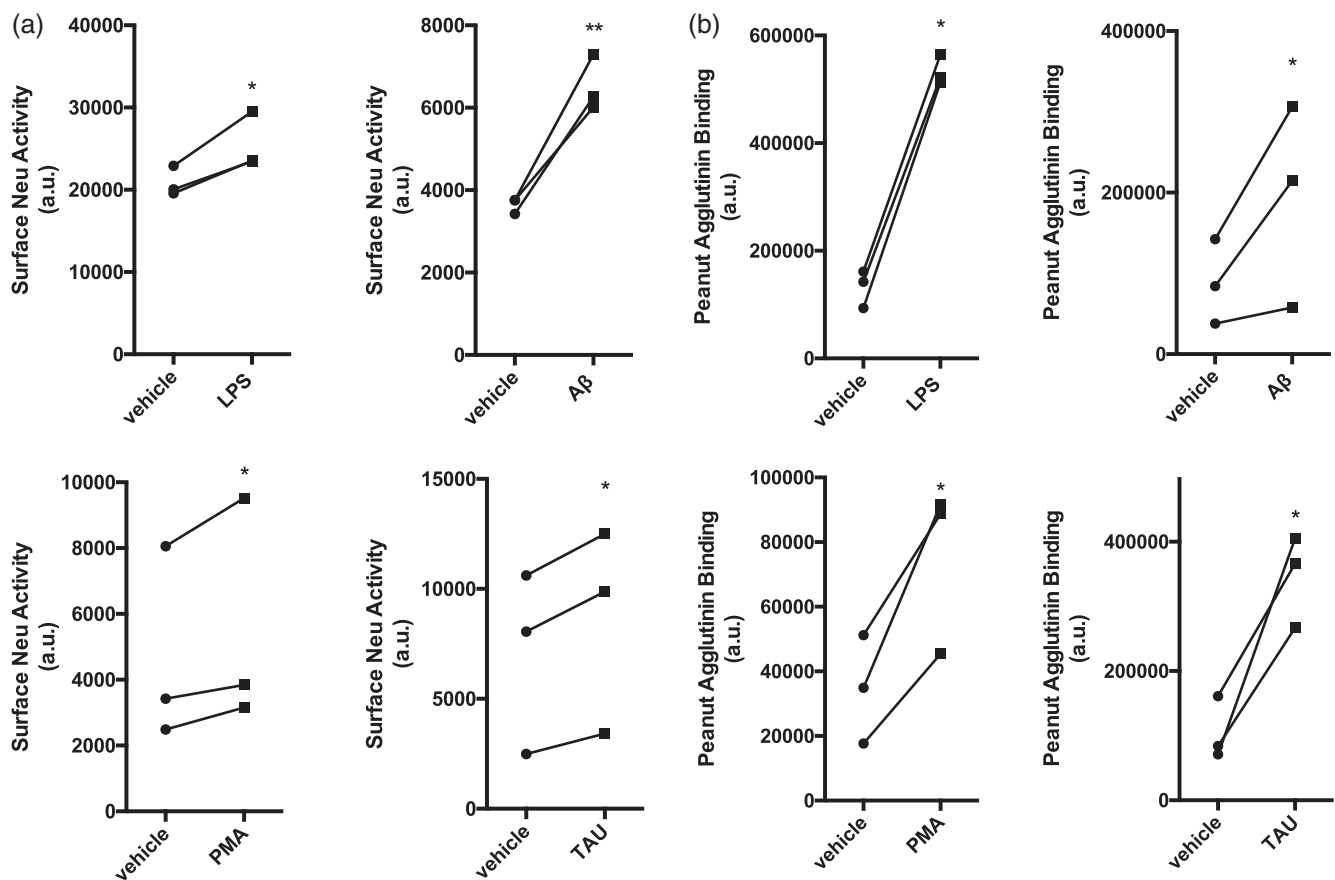 (a)
Surface Neu Activity
(a.u.)
40000
30000
20000
10000
0
*
vehicle
LPS
Surface Neu Activity
(a.u.)
8000
6000
4000
2000
0
**
vehicle
Aβ
(b)
Peanut Agglutinin Binding
(a.u.)
600000
400000
200000
0
*
vehicle
LPS
Peanut Agglutinin Binding
(a.u.)
400000
200000
0
*
vehicle
Aβ
Surface Neu Activity
(a.u.)
10000
8000
6000
4000
2000
0
*
vehicle
PMA
Surface Neu Activity
(a.u.)
15000
10000
5000
0
*
vehicle
TAU
Peanut Agglutinin Binding
(a.u.)
100000
80000
60000
40000
20000
0
*
vehicle
PMA
Peanut Agglutinin Binding
(a.u.)
400000
200000
0
*
vehicle
TAU